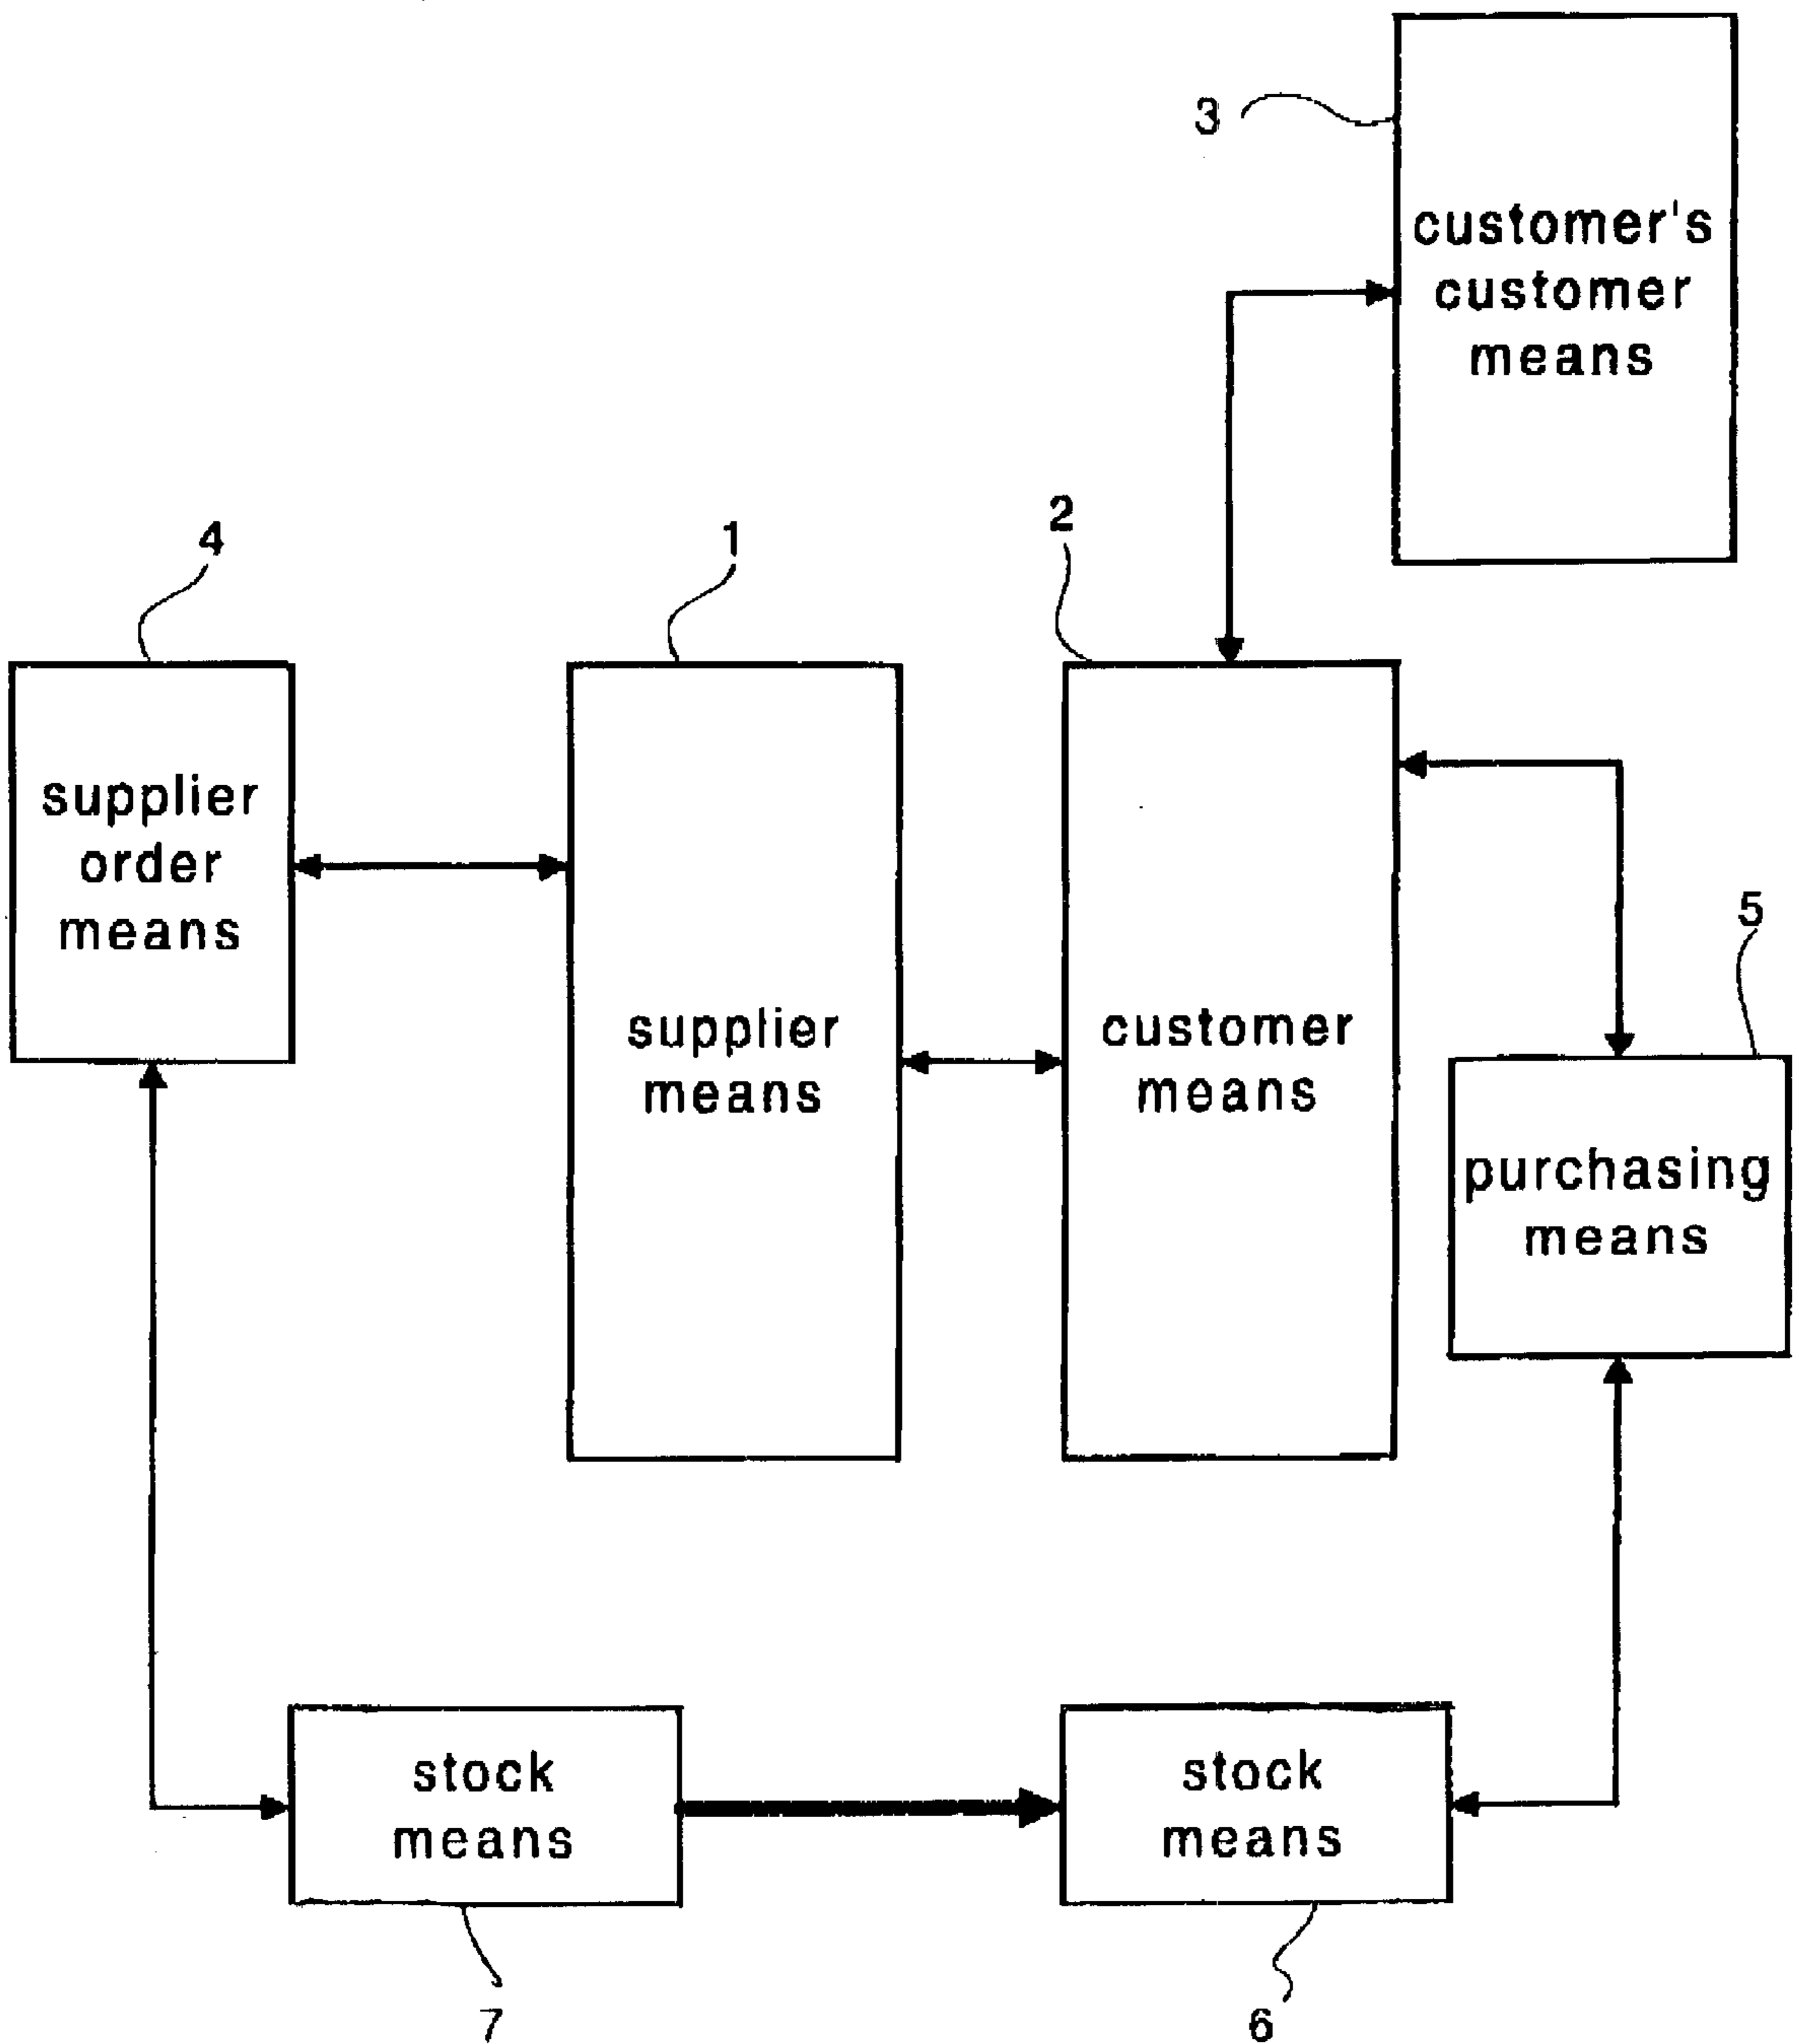 3
customer's
customer
means
4
1
2
supplier
order
means
supplier
means
customer
means
5
purchasing
means
stock
means
stock
means
7
6